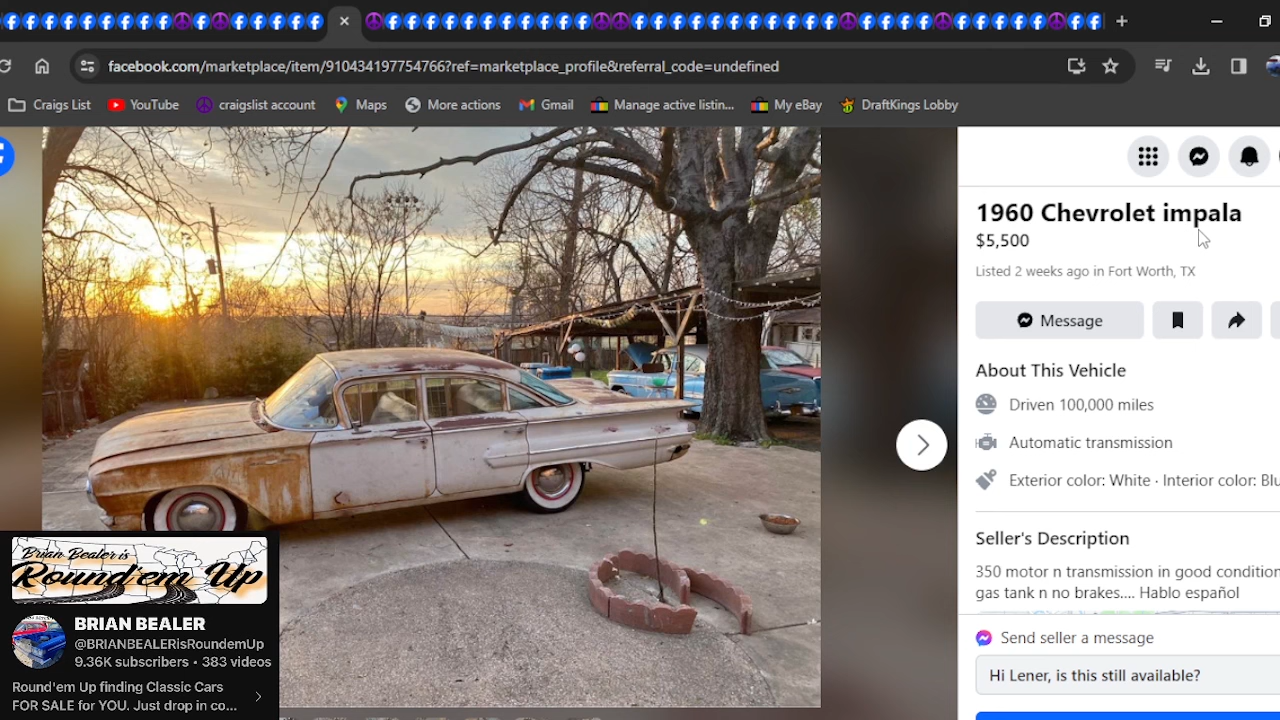 facebook.com/marketplace/item/910434197754766?ref=marketplace_profile&referral_code=undefined
Craigs List YouTube craigslist account Maps More actions Gmail Manage active listin... My eBay DraftKings Lobby
1960 Chevrolet impala
$5,500
Listed 2 weeks ago in Fort Worth, TX
Message
About This Vehicle
Driven 100,000 miles
Automatic transmission
Exterior color: White · Interior color: Blu
Seller's Description
350 motor n transmission in good condition
gas tank n no brakes.... Hablo español
Send seller a message
Hi Lener, is this still available?
Brian Bealer is
Round'em Up
BRIAN BEALER
@BRIANBEALERisRoundemUp
9.36K subscribers • 383 videos
Round'em Up finding Classic Cars
FOR SALE for YOU. Just drop in co...